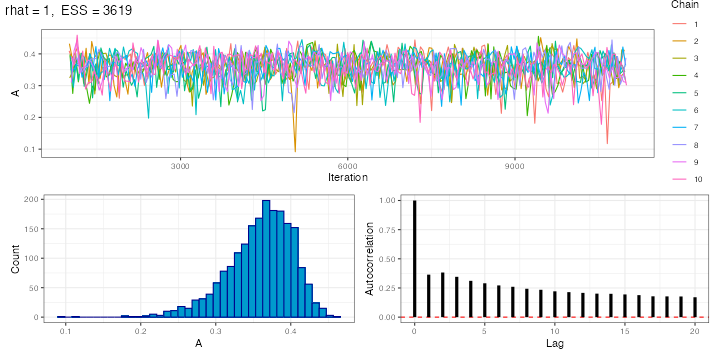 rhat = 1, ESS = 3619
Chain
1
2
3
4
5
6
7
8
9
10
A
0.4
0.3
0.2
0.1
3000 6000 9000
Iteration
Count
200
150
100
50
0
0.1 0.2 0.3 0.4
A
Autocorrelation
1.00
0.75
0.50
0.25
0.00
0 5 10 15 20
Lag